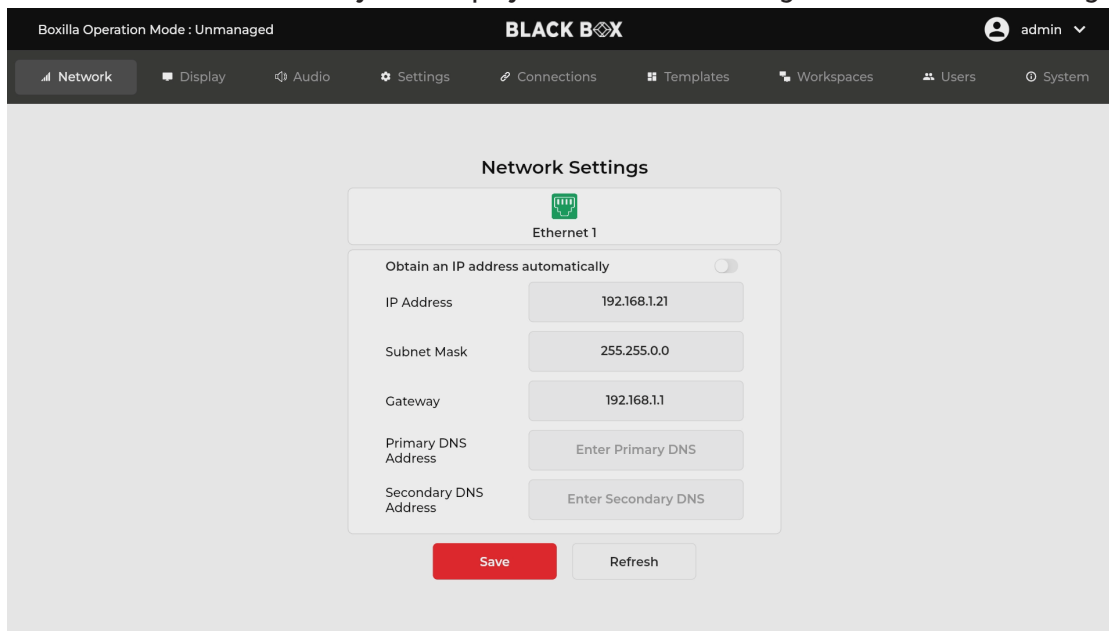 Boxilla Operation Mode : Unmanaged
BLACK BOX
admin
Network
Display
Audio
Settings
Connections
Templates
Workspaces
Users
System
Network Settings
Ethernet 1
Obtain an IP address automatically
IP Address
192.168.1.21
Subnet Mask
255.255.0.0
Gateway
192.168.1.1
Primary DNS
Address
Enter Primary DNS
Secondary DNS
Address
Enter Secondary DNS
Save
Refresh